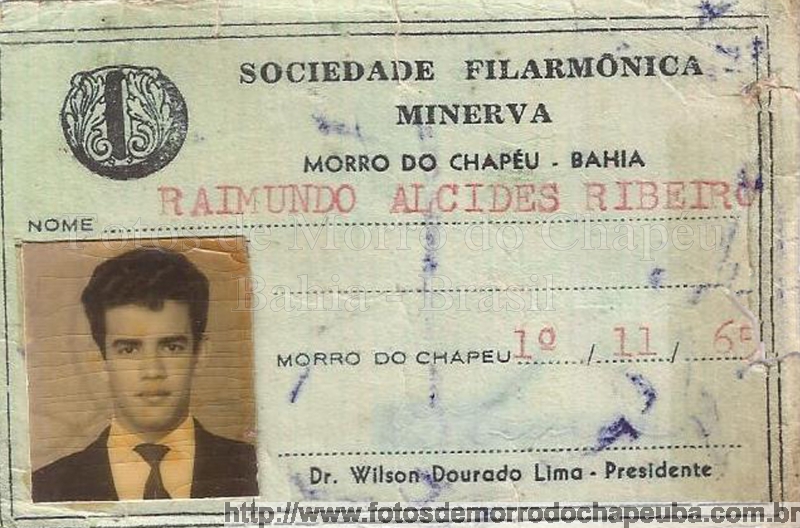 SOCIEDADE FILARMÔNICA
MINERVA
MORRO DO CHAPÉU - BAHIA
RAIMUNDO ALCIDES RIBEIRO
NOME
Fotos de Morro do Chapéu
Bahia - Brasil
MORRO DO CHAPEU 1º / 11 /
Dr. Wilson Dourado Lima - Presidente
http://www.fotosdemorrodochapeuba.com.br